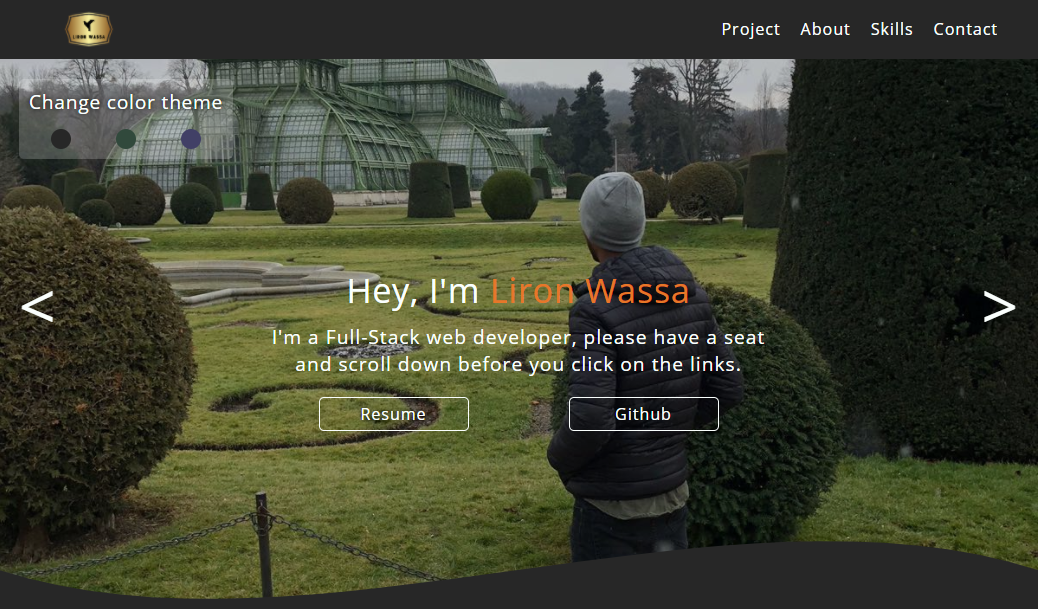 LIRON WASSA
Project About Skills Contact
Change color theme
< >
Hey, I'm Liron Wassa
I'm a Full-Stack web developer, please have a seat
and scroll down before you click on the links.
Resume Github